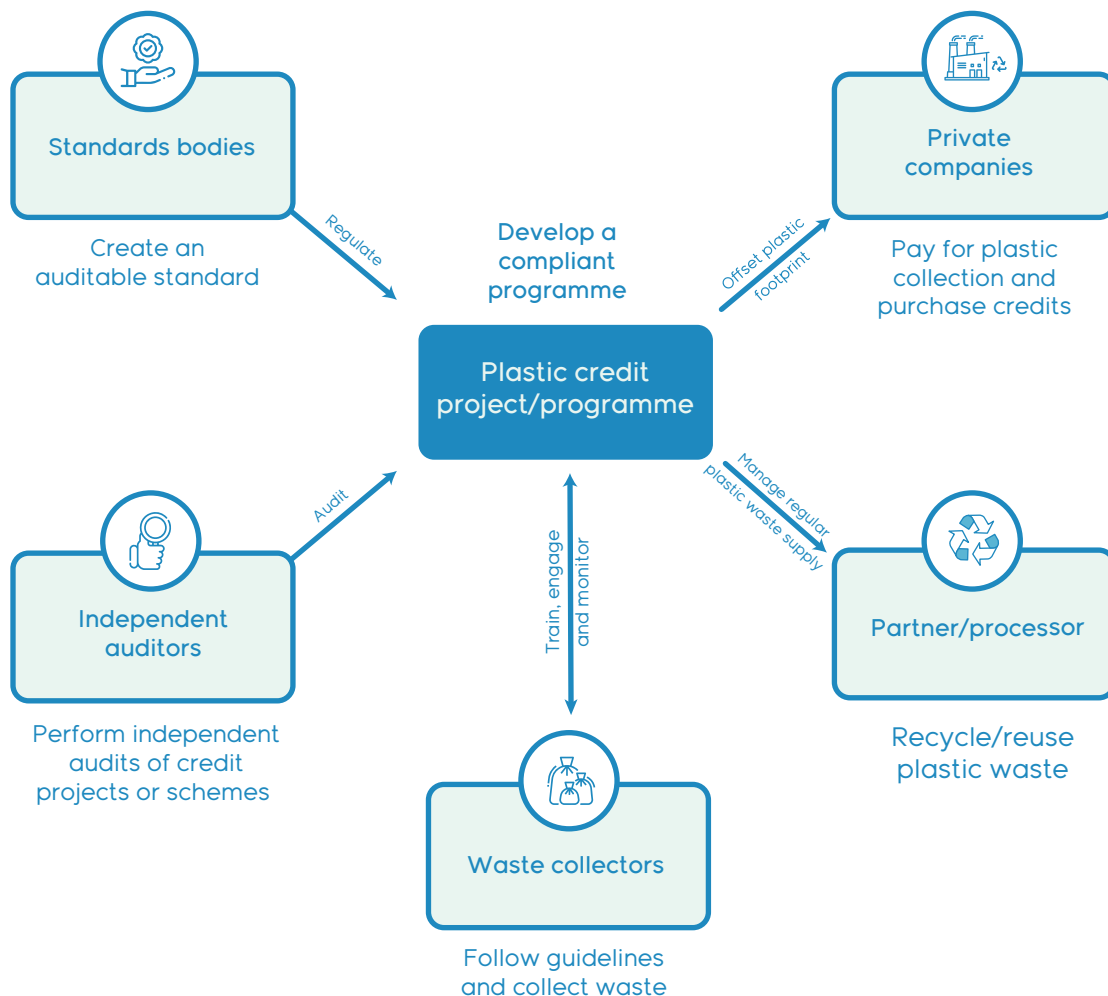 Standards bodies
Create an
auditable standard
Regulate
Develop a
compliant
programme
Offset plastic
footprint
Private
companies
Pay for plastic
collection and
purchase credits
Plastic credit
project/programme
Audit
Independent
auditors
Perform independent
audits of credit
projects or schemes
Train, engage
and monitor
Manage regular
plastic waste supply
Partner/processor
Recycle/reuse
plastic waste
Waste collectors
Follow guidelines
and collect waste